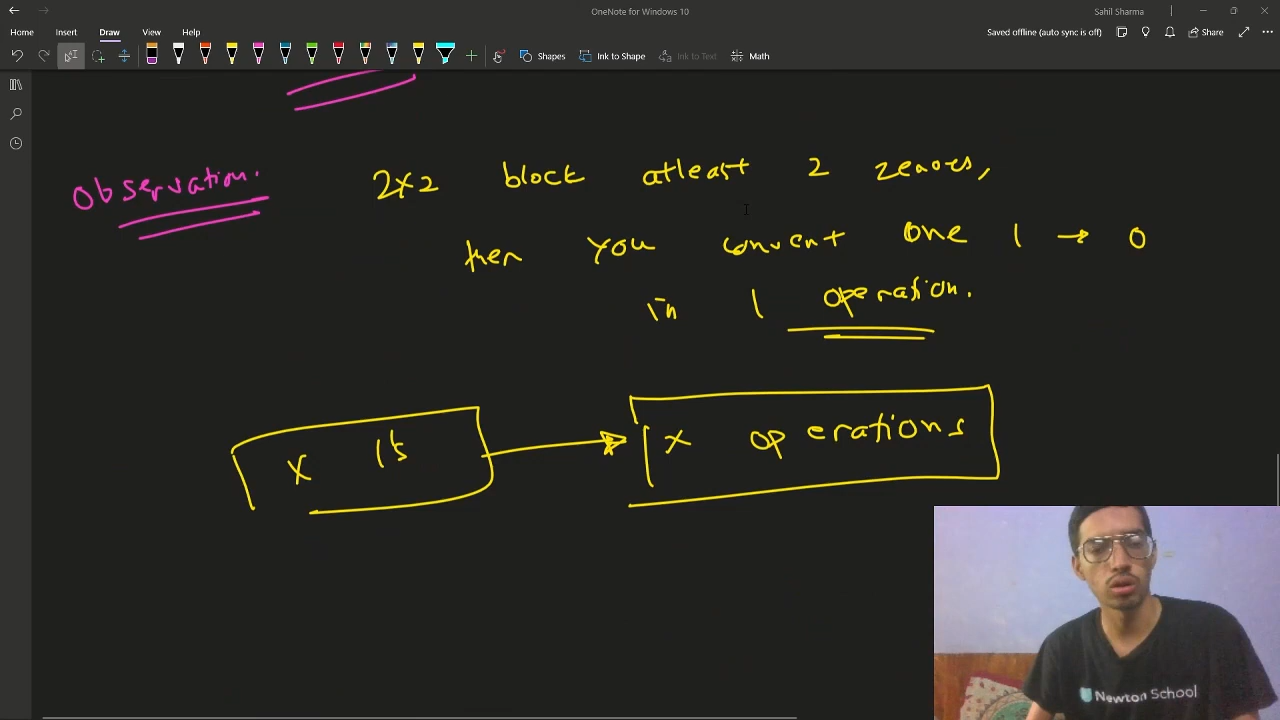 OneNote for Windows 10
Sahil Sharma
Home Insert Draw View Help
Saved offline (auto sync is off)
Share
Shapes
Ink to Shape
Ink to Text
Math
Observation.
2x2 block atleast 2 zeroes,
then you convert one 1 → 0
in 1 operation.
x 1s
x operations
Newton School